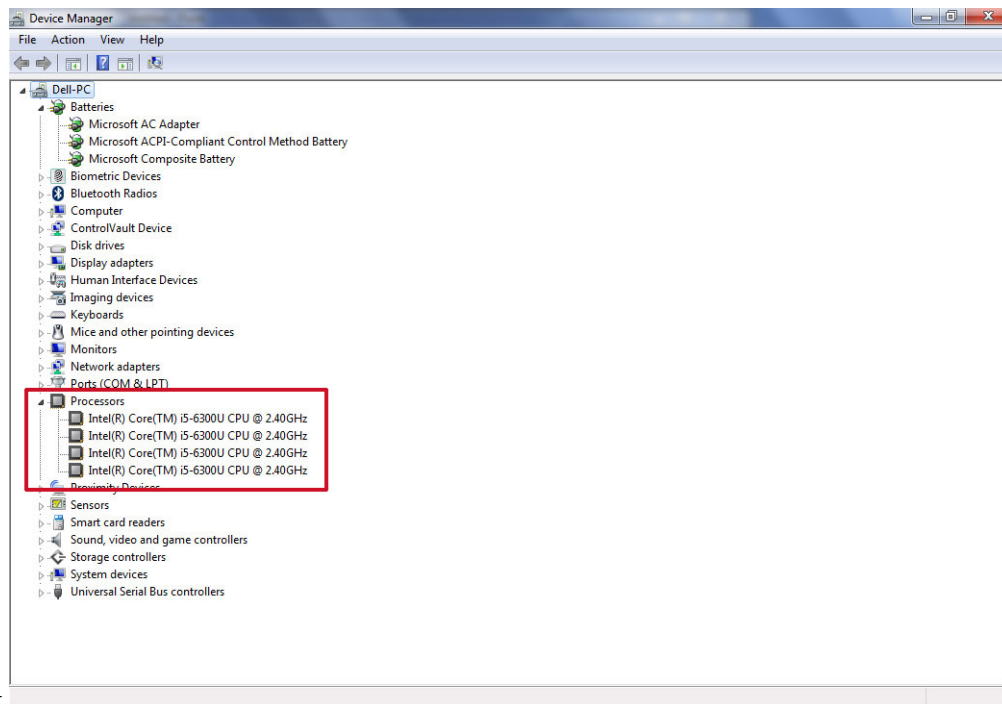 Device Manager
File Action View Help
Dell-PC
Batteries
Microsoft AC Adapter
Microsoft ACPI-Compliant Control Method Battery
Microsoft Composite Battery
Biometric Devices
Bluetooth Radios
Computer
ControlVault Device
Disk drives
Display adapters
Human Interface Devices
Imaging devices
Keyboards
Mice and other pointing devices
Monitors
Network adapters
Ports (COM & LPT)
Processors
Intel(R) Core(TM) i5-6300U CPU @ 2.40GHz
Intel(R) Core(TM) i5-6300U CPU @ 2.40GHz
Intel(R) Core(TM) i5-6300U CPU @ 2.40GHz
Intel(R) Core(TM) i5-6300U CPU @ 2.40GHz
Proximity Devices
Sensors
Smart card readers
Sound, video and game controllers
Storage controllers
System devices
Universal Serial Bus controllers